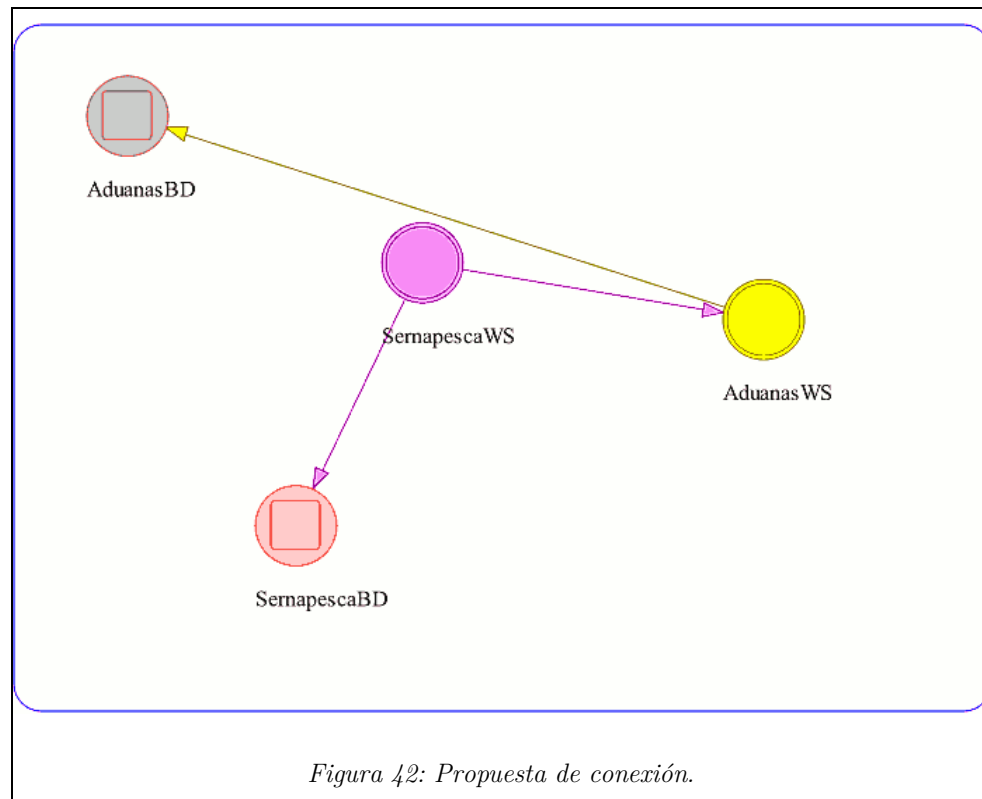 AduanasBD
SernapescaWS
AduanasWS
SernapescaBD
Figura 42: Propuesta de conexión.